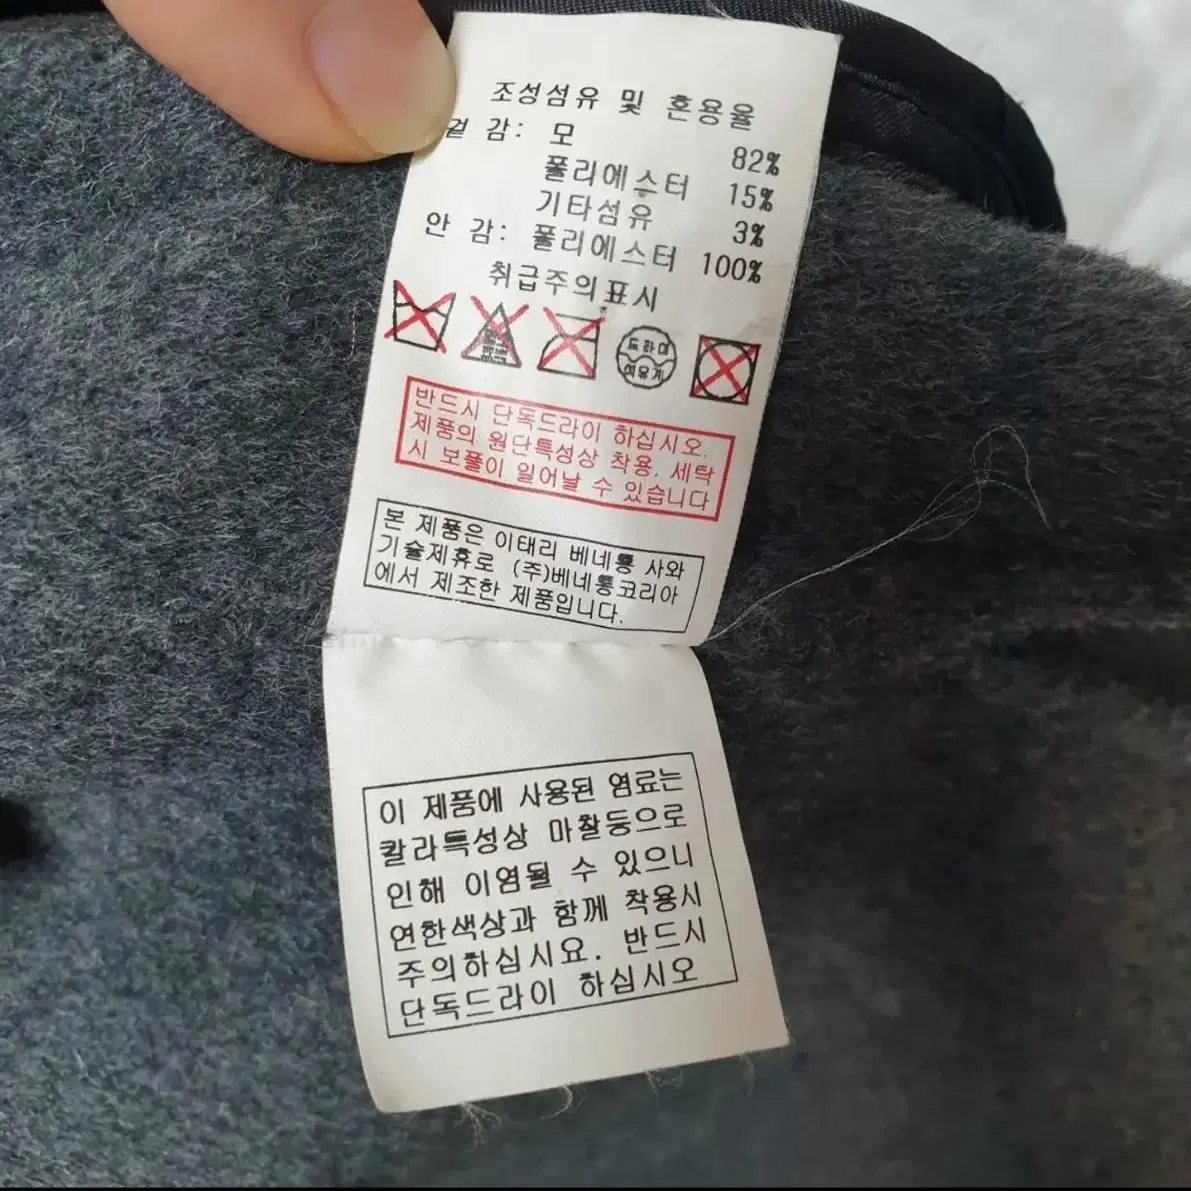 조성섬유 및 혼용율
겉 감: 모 82%
폴리에스터 15%
기타섬유 3%
안 감: 폴리에스터 100%
취급주의표시
드라이
석유계
반드시 단독드라이 하십시오.
제품의 원단특성상 착용. 세탁
시 보풀이 일어날 수 있습니다
본 제품은 이태리 베네통 사와
기술제휴로 (주)베네통코리아
에서 제조한 제품입니다.
이 제품에 사용된 염료는
칼라특성상 마찰등으로
인해 이염될 수 있으니
연한색상과 함께 착용시
주의하십시요. 반드시
단독드라이 하십시오